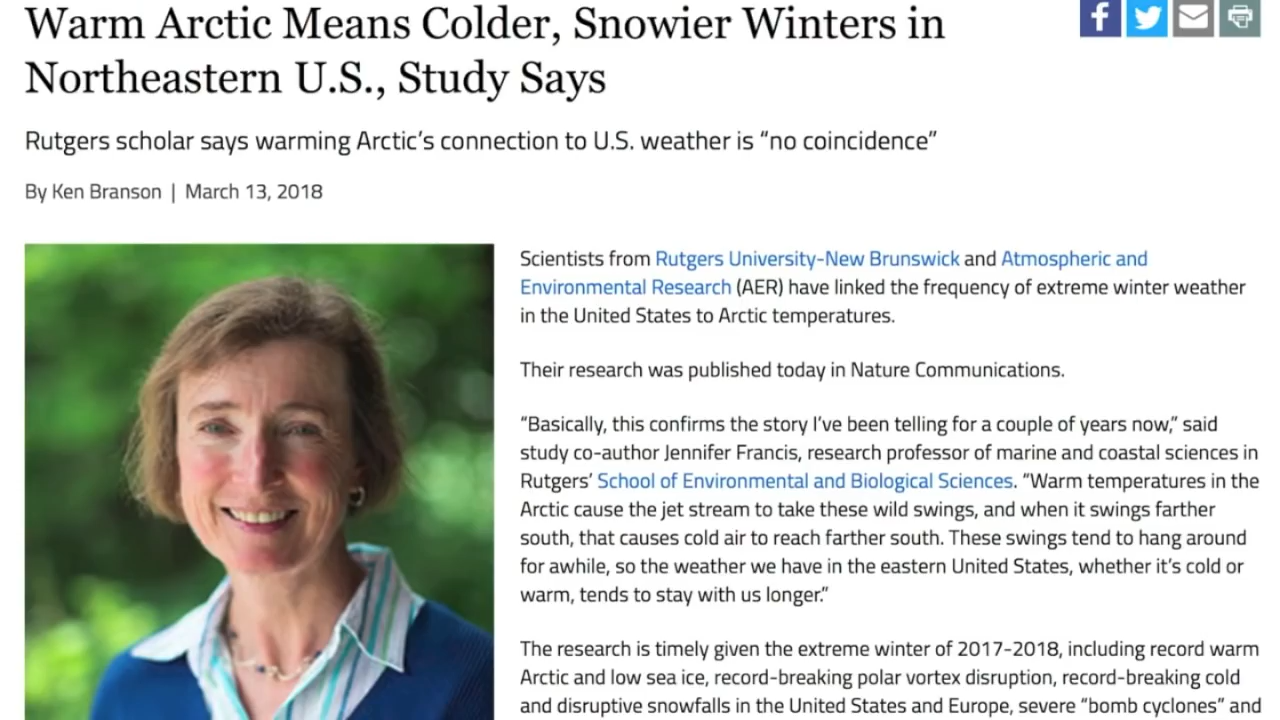 Warm Arctic Means Colder, Snowier Winters in
Northeastern U.S., Study Says
Rutgers scholar says warming Arctic’s connection to U.S. weather is “no coincidence”
By Ken Branson | March 13, 2018
Scientists from Rutgers University-New Brunswick and Atmospheric and
Environmental Research (AER) have linked the frequency of extreme winter weather
in the United States to Arctic temperatures.
Their research was published today in Nature Communications.
“Basically, this confirms the story I’ve been telling for a couple of years now,” said
study co-author Jennifer Francis, research professor of marine and coastal sciences in
Rutgers’ School of Environmental and Biological Sciences. “Warm temperatures in the
Arctic cause the jet stream to take these wild swings, and when it swings farther
south, that causes cold air to reach farther south. These swings tend to hang around
for awhile, so the weather we have in the eastern United States, whether it’s cold or
warm, tends to stay with us longer.”
The research is timely given the extreme winter of 2017-2018, including record warm
Arctic and low sea ice, record-breaking polar vortex disruption, record-breaking cold
and disruptive snowfalls in the United States and Europe, severe “bomb cyclones” and